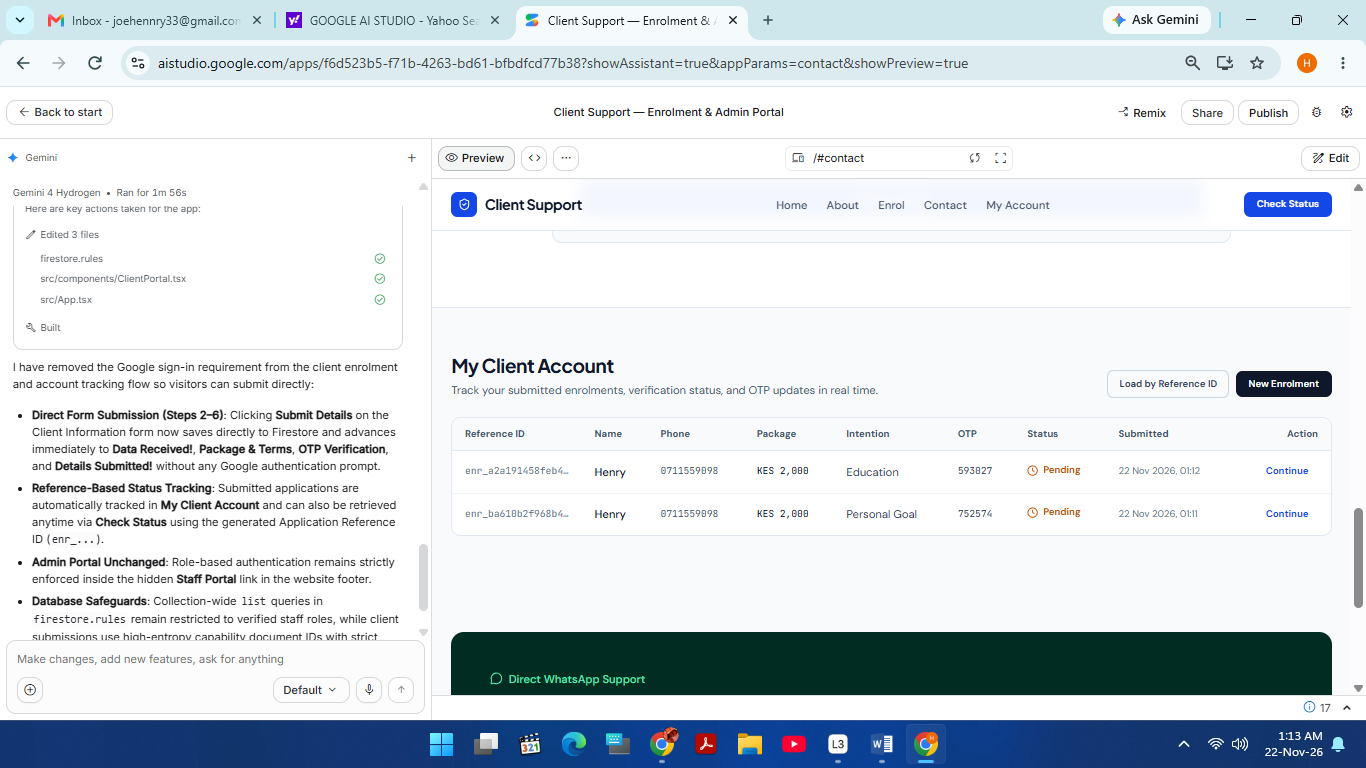 Inbox - joehennry33@gmail.con
GOOGLE AI STUDIO - Yahoo Sea
Client Support — Enrolment & A
Ask Gemini
aistudio.google.com/apps/f6d523b5-f71b-4263-bd61-bfbdfcd77b38?showAssistant=true&appParams=contact&showPreview=true
H
Back to start
Client Support — Enrolment & Admin Portal
Remix
Share
Publish
Gemini
Preview
/#contact
Edit
Gemini 4 Hydrogen • Ran for 1m 56s
Here are key actions taken for the app:
Edited 3 files
firestore.rules
src/components/ClientPortal.tsx
src/App.tsx
Built
I have removed the Google sign-in requirement from the client enrolment
and account tracking flow so visitors can submit directly:
• Direct Form Submission (Steps 2–6): Clicking Submit Details on the
Client Information form now saves directly to Firestore and advances
immediately to Data Received!, Package & Terms, OTP Verification,
and Details Submitted! without any Google authentication prompt.
• Reference-Based Status Tracking: Submitted applications are
automatically tracked in My Client Account and can also be retrieved
anytime via Check Status using the generated Application Reference
ID (enr_...).
• Admin Portal Unchanged: Role-based authentication remains strictly
enforced inside the hidden Staff Portal link in the website footer.
• Database Safeguards: Collection-wide list queries in
firestore.rules remain restricted to verified staff roles, while client
submissions use high-entropy capability document IDs with strict
Make changes, add new features, ask for anything
Default
Client Support
Home
About
Enrol
Contact
My Account
Check Status
My Client Account
Track your submitted enrolments, verification status, and OTP updates in real time.
Load by Reference ID
New Enrolment
Reference ID Name Phone Package Intention OTP Status Submitted Action
enr_a2a191458feb4… Henry 0711559098 KES 2,000 Education 593027 Pending 22 Nov 2026, 01:12 Continue
enr_ba610b2f968b4… Henry 0711559098 KES 2,000 Personal Goal 752574 Pending 22 Nov 2026, 01:11 Continue
Direct WhatsApp Support
17
321
L3
1:13 AM
22-Nov-26